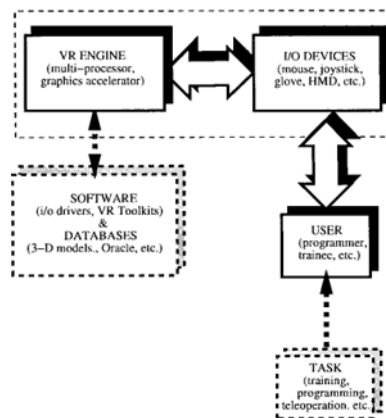 VR ENGINE
(multi-processor,
graphics accelerator)
I/O DEVICES
(mouse, joystick,
glove, HMD, etc.)
SOFTWARE
(i/o drivers, VR Toolkits)
&
DATABASES
(3-D models., Oracle, etc.)
USER
(programmer,
trainee, etc.)
TASK
(training,
programming,
teleoperation. etc.)